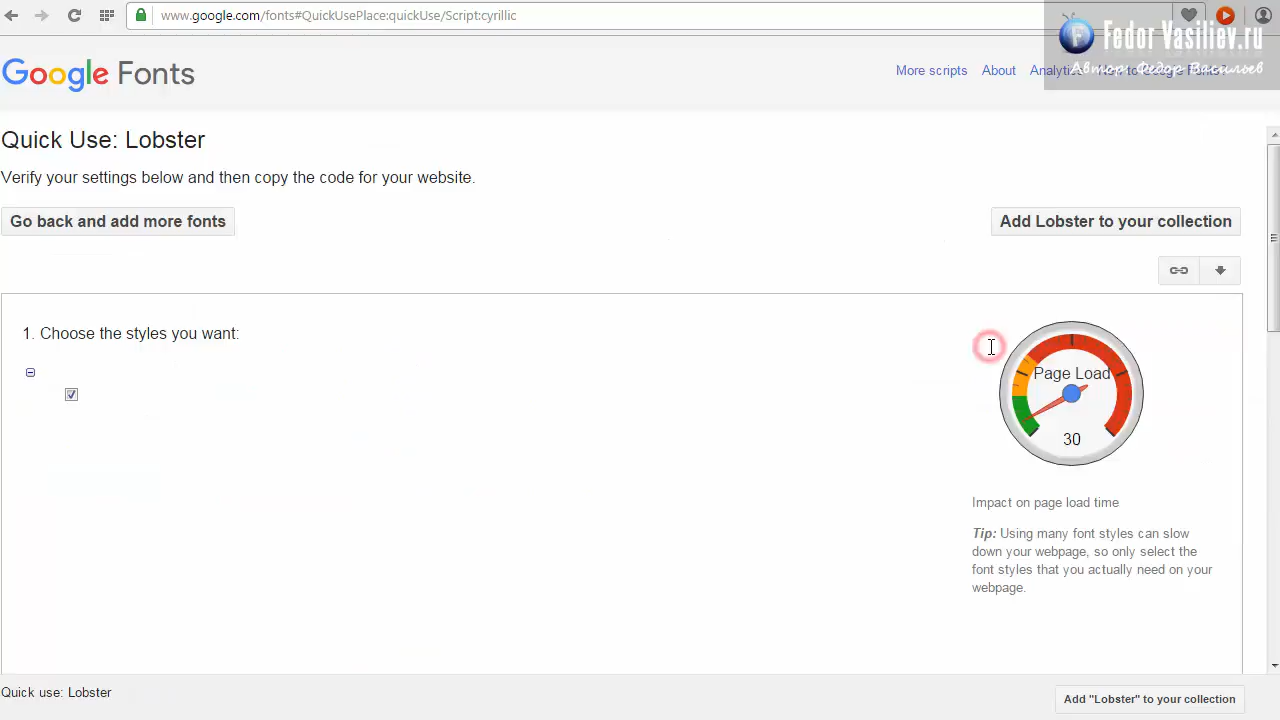 www.google.com/fonts#QuickUsePlace:quickUse/Script:cyrillic
Fedor Vasiliev.ru
Автор: Федор Васильев
Google Fonts
More scripts About Analytics
Quick Use: Lobster
Verify your settings below and then copy the code for your website.
Go back and add more fonts
Add Lobster to your collection
1. Choose the styles you want:
Page Load
30
Impact on page load time
Tip: Using many font styles can slow
down your webpage, so only select the
font styles that you actually need on your
webpage.
Quick use: Lobster
Add "Lobster" to your collection